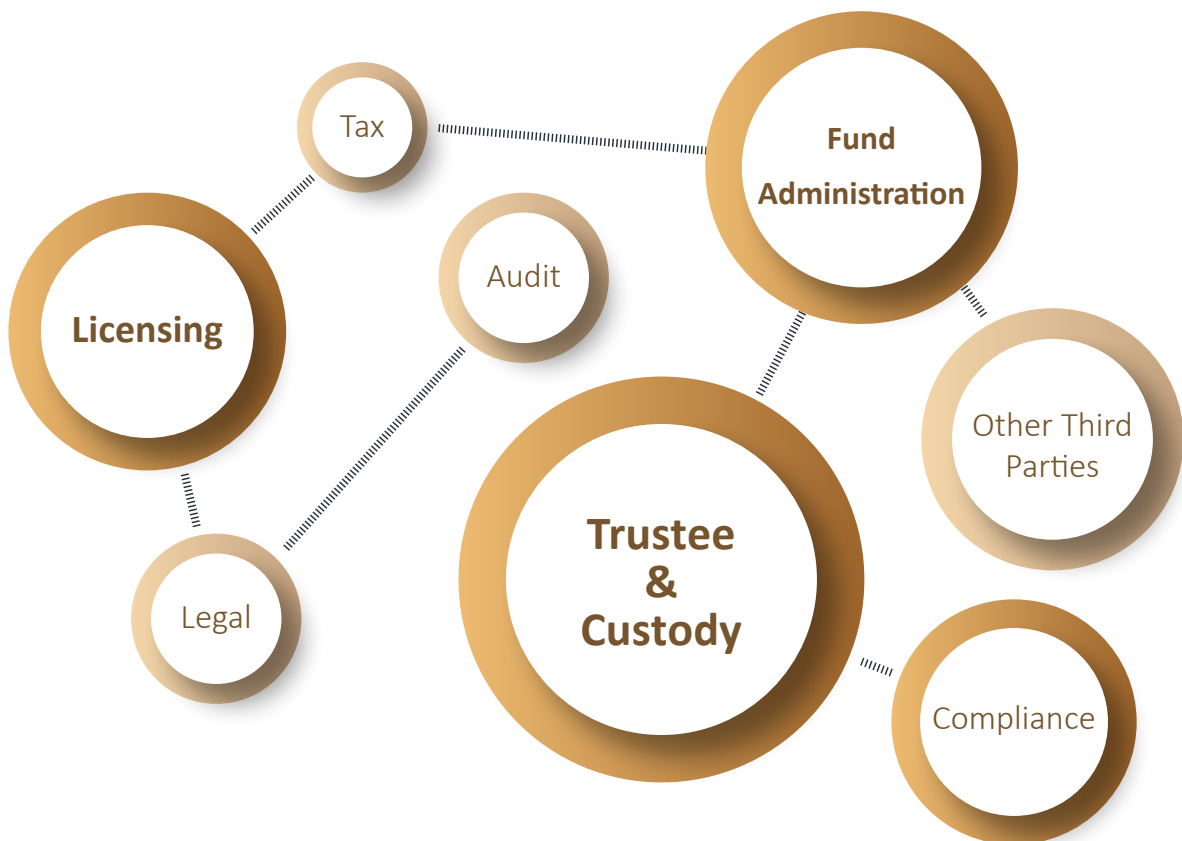 Tax
Fund
Administration
Audit
Licensing
Other Third
Parties
Trustee
&
Custody
Legal
Compliance